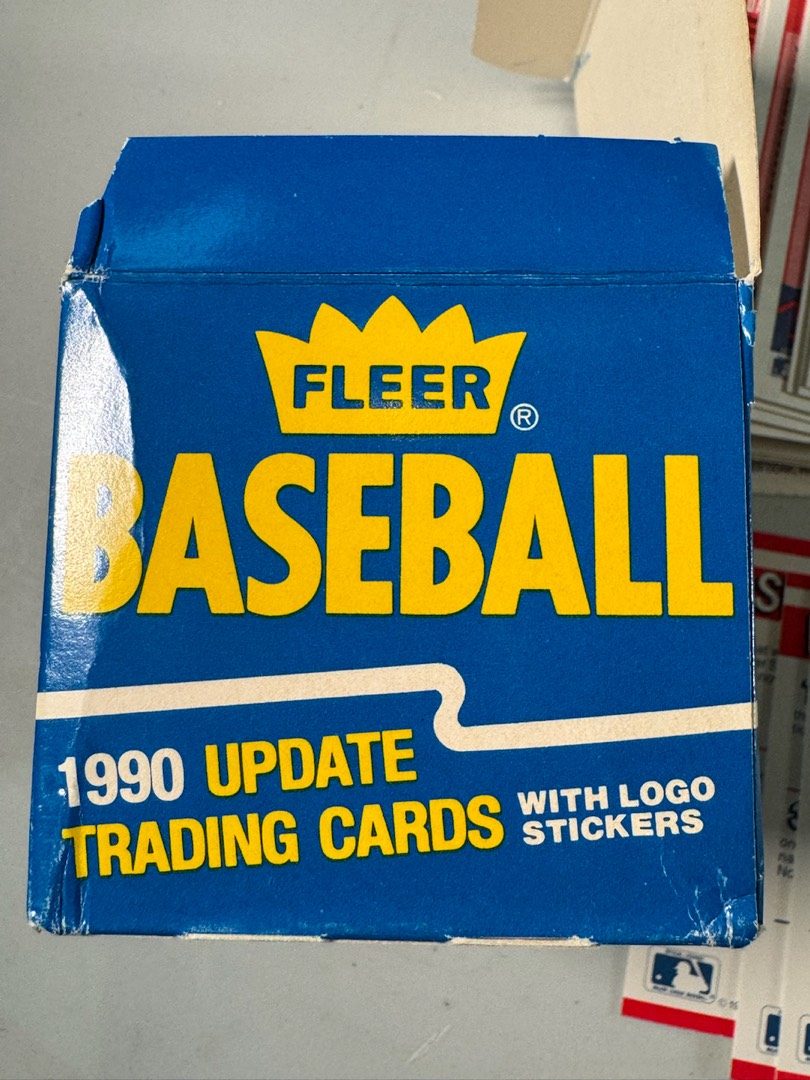 FLEER®
BASEBALL
1990 UPDATE
TRADING CARDS
WITH LOGO
STICKERS